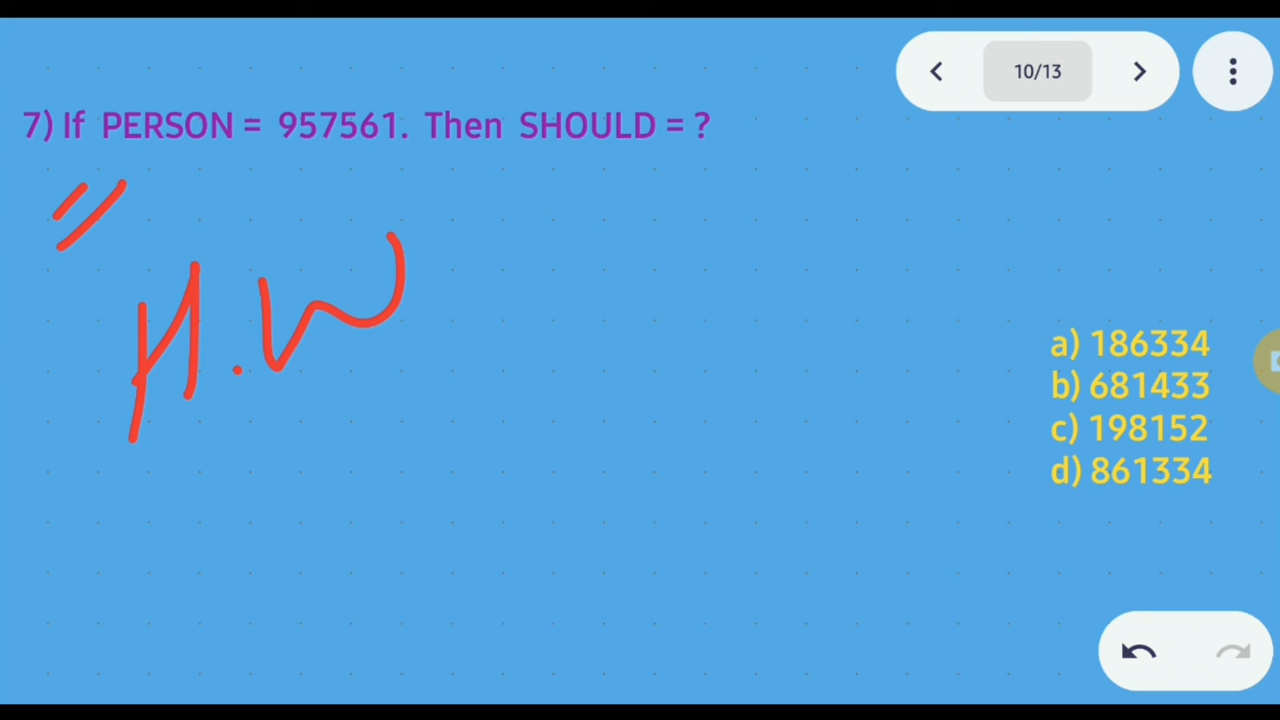 10/13
7) If PERSON = 957561. Then SHOULD = ?
H.W
a) 186334
b) 681433
c) 198152
d) 861334